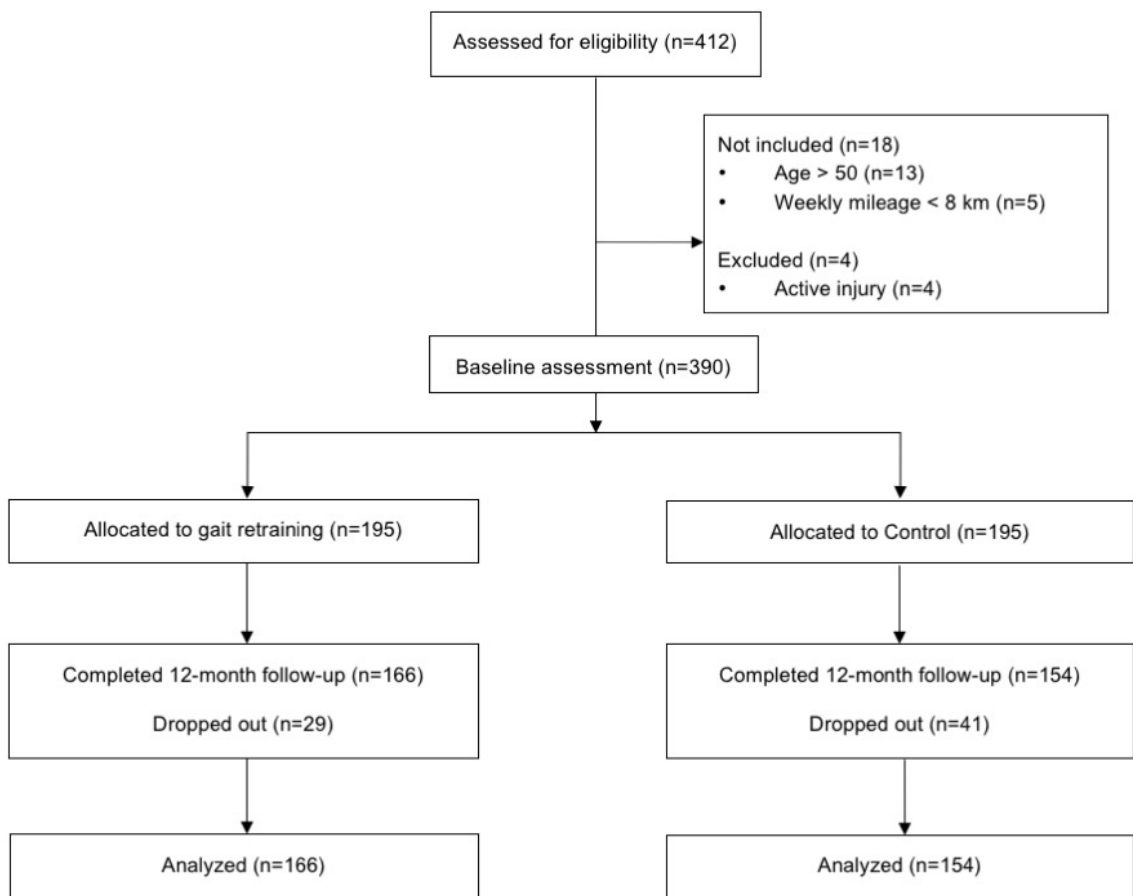 Assessed for eligibility (n=412)
Not included (n=18)
• Age > 50 (n=13)
• Weekly mileage < 8 km (n=5)
Excluded (n=4)
• Active injury (n=4)
Baseline assessment (n=390)
Allocated to gait retraining (n=195)
Allocated to Control (n=195)
Completed 12-month follow-up (n=166)
Dropped out (n=29)
Completed 12-month follow-up (n=154)
Dropped out (n=41)
Analyzed (n=166)
Analyzed (n=154)